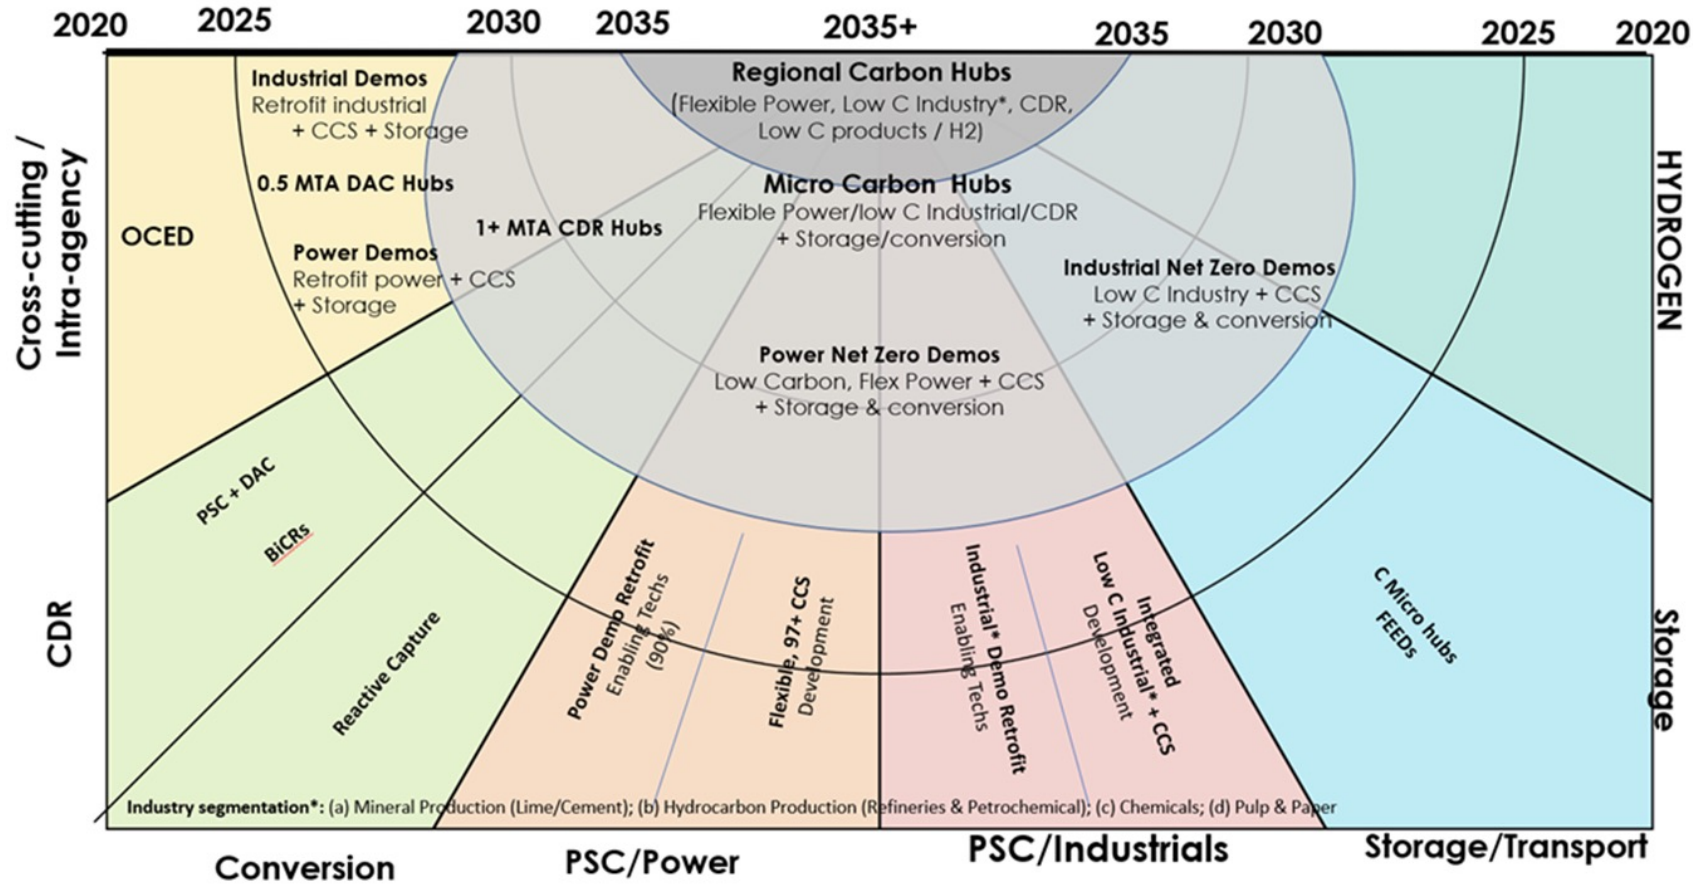 2020 2025 2030 2035 2035+ 2035 2030 2025 2020
Regional Carbon Hubs
(Flexible Power, Low C Industry*, CDR,
Low C products / H2)
Industrial Demos
Retrofit industrial
+ CCS + Storage
0.5 MTA DAC Hubs
OCED
Power Demos
Retrofit power + CCS
+ Storage
1+ MTA CDR Hubs
Micro Carbon Hubs
Flexible Power/low C Industrial/CDR
+ Storage/conversion
Industrial Net Zero Demos
Low C Industry + CCS
+ Storage & conversion
Power Net Zero Demos
Low Carbon, Flex Power + CCS
+ Storage & conversion
Cross-cutting /
Intra-agency
HYDROGEN
CDR
Storage
PSC + DAC
BiCRs
Reactive Capture
Power Demo Retrofit
Enabling Techs
(90%)
Flexible, 97+ CCS
Development
Industrial* Demo Retrofit
Enabling Techs
Integrated
Low C Industrial* + CCS
Development
C Micro hubs
FEEDs
Industry segmentation*: (a) Mineral Production (Lime/Cement); (b) Hydrocarbon Production (Refineries & Petrochemical); (c) Chemicals; (d) Pulp & Paper
Conversion
PSC/Power
PSC/Industrials
Storage/Transport